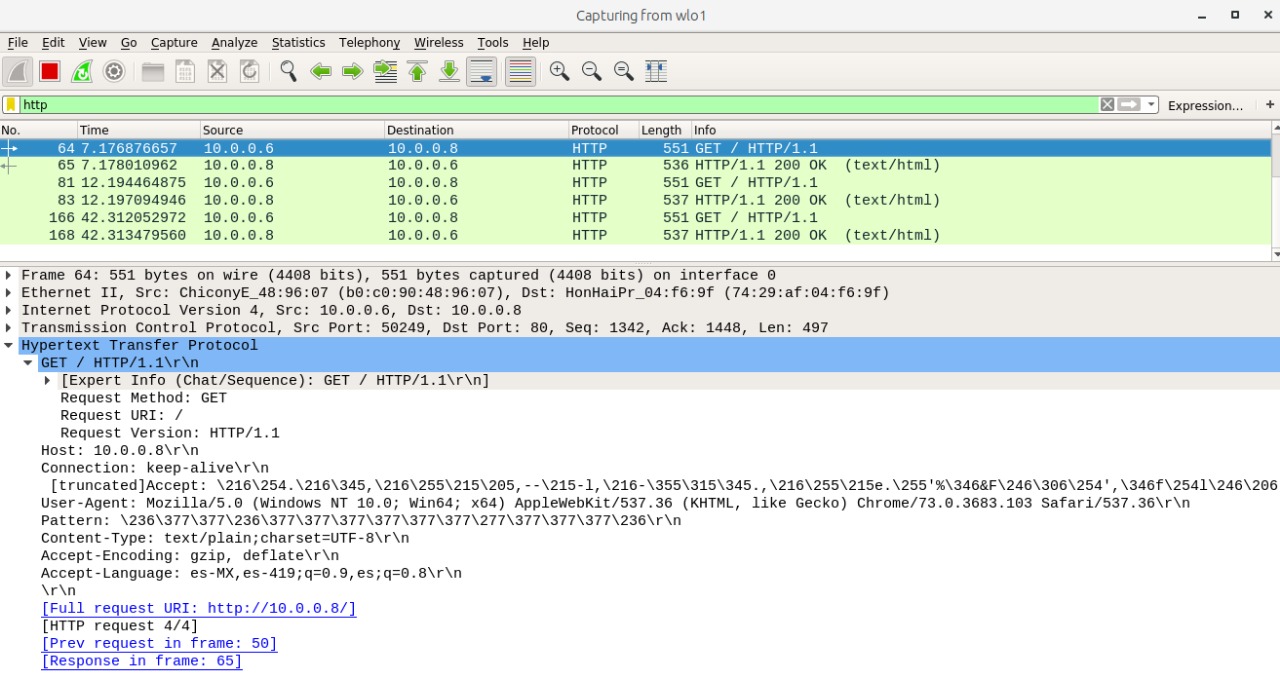 Capturing from wlo1
File Edit View Go Capture Analyze Statistics Telephony Wireless Tools Help
http Expression… +
No. Time Source Destination Protocol Length Info
64 7.176876657 10.0.0.6 10.0.0.8 HTTP 551 GET / HTTP/1.1
65 7.178010962 10.0.0.8 10.0.0.6 HTTP 536 HTTP/1.1 200 OK (text/html)
81 12.194464875 10.0.0.6 10.0.0.8 HTTP 551 GET / HTTP/1.1
83 12.197094946 10.0.0.8 10.0.0.6 HTTP 537 HTTP/1.1 200 OK (text/html)
166 42.312052972 10.0.0.6 10.0.0.8 HTTP 551 GET / HTTP/1.1
168 42.313479560 10.0.0.8 10.0.0.6 HTTP 537 HTTP/1.1 200 OK (text/html)
Frame 64: 551 bytes on wire (4408 bits), 551 bytes captured (4408 bits) on interface 0
Ethernet II, Src: ChiconyE_48:96:07 (b0:c0:90:48:96:07), Dst: HonHaiPr_04:f6:9f (74:29:af:04:f6:9f)
Internet Protocol Version 4, Src: 10.0.0.6, Dst: 10.0.0.8
Transmission Control Protocol, Src Port: 50249, Dst Port: 80, Seq: 1342, Ack: 1448, Len: 497
Hypertext Transfer Protocol
GET / HTTP/1.1\r\n
[Expert Info (Chat/Sequence): GET / HTTP/1.1\r\n]
Request Method: GET
Request URI: /
Request Version: HTTP/1.1
Host: 10.0.0.8\r\n
Connection: keep-alive\r\n
[truncated]Accept: \216\254.\216\345,\216\255\215\205,--\215-l,\216-\355\315\345.,\216\255\215e.\255'%\346&F\246\306\254',\346f\254l\246\206
User-Agent: Mozilla/5.0 (Windows NT 10.0; Win64; x64) AppleWebKit/537.36 (KHTML, like Gecko) Chrome/73.0.3683.103 Safari/537.36\r\n
Pattern: \236\377\377\236\377\377\377\377\377\377\377\277\377\377\377\236\r\n
Content-Type: text/plain;charset=UTF-8\r\n
Accept-Encoding: gzip, deflate\r\n
Accept-Language: es-MX,es-419;q=0.9,es;q=0.8\r\n
\r\n
[Full request URI: http://10.0.0.8/]
[HTTP request 4/4]
[Prev request in frame: 50]
[Response in frame: 65]